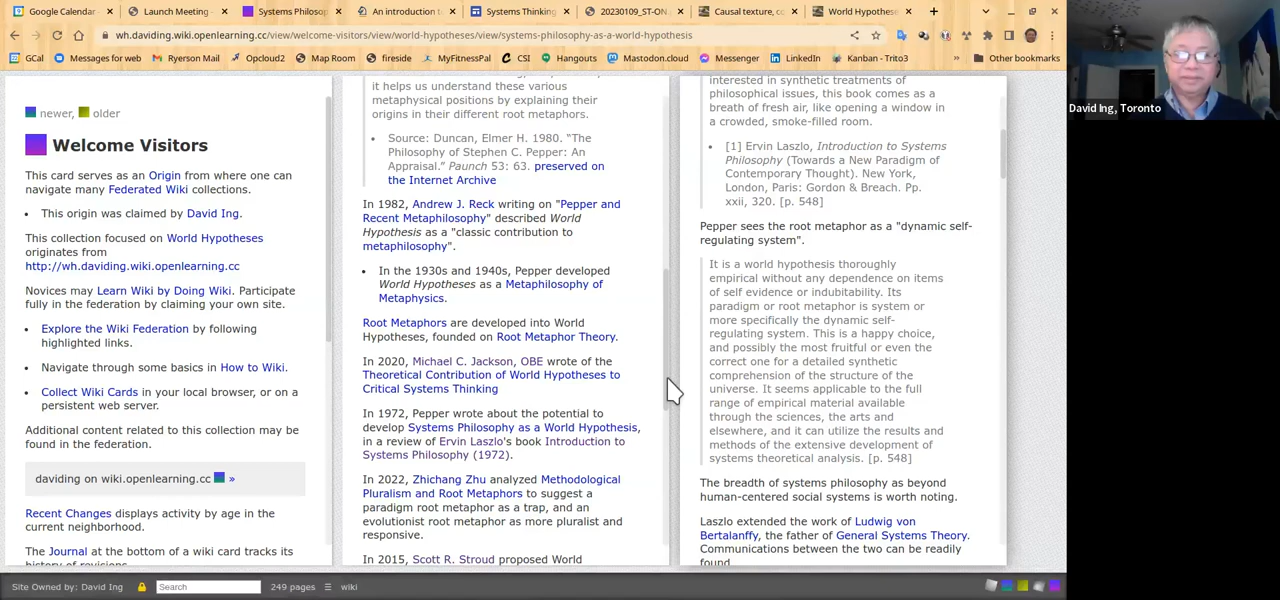 Google Calendar
Launch Meeting -
Systems Philosop
An introduction t
Systems Thinking
20230109_ST-ON
Causal texture, c
World Hypothese
wh.daviding.wiki.openlearning.cc/view/welcome-visitors/view/world-hypotheses/view/systems-philosophy-as-a-world-hypothesis
GCal
Messages for web
Ryerson Mail
Opcloud2
Map Room
fireside
MyFitnessPal
CSI
Hangouts
Mastodon.cloud
Messenger
LinkedIn
Kanban - Trito3
»
Other bookmarks
newer, older
Welcome Visitors
This card serves as an Origin from where one can
navigate many Federated Wiki collections.
• This origin was claimed by David Ing.
This collection focused on World Hypotheses
originates from
http://wh.daviding.wiki.openlearning.cc
Novices may Learn Wiki by Doing Wiki. Participate
fully in the federation by claiming your own site.
• Explore the Wiki Federation by following
highlighted links.
• Navigate through some basics in How to Wiki.
• Collect Wiki Cards in your local browser, or on a
persistent web server.
Additional content related to this collection may be
found in the federation.
daviding on wiki.openlearning.cc »
Recent Changes displays activity by age in the
current neighborhood.
The Journal at the bottom of a wiki card tracks its
history of revisions.
it helps us understand these various
metaphysical positions by explaining their
origins in their different root metaphors.
• Source: Duncan, Elmer H. 1980. “The
Philosophy of Stephen C. Pepper: An
Appraisal.” Paunch 53: 63. preserved on
the Internet Archive
In 1982, Andrew J. Reck writing on "Pepper and
Recent Metaphilosophy" described World
Hypothesis as a "classic contribution to
metaphilosophy".
• In the 1930s and 1940s, Pepper developed
World Hypotheses as a Metaphilosophy of
Metaphysics.
Root Metaphors are developed into World
Hypotheses, founded on Root Metaphor Theory.
In 2020, Michael C. Jackson, OBE wrote of the
Theoretical Contribution of World Hypotheses to
Critical Systems Thinking
In 1972, Pepper wrote about the potential to
develop Systems Philosophy as a World Hypothesis,
in a review of Ervin Laszlo's book Introduction to
Systems Philosophy (1972).
In 2022, Zhichang Zhu analyzed Methodological
Pluralism and Root Metaphors to suggest a
paradigm root metaphor as a trap, and an
evolutionist root metaphor as more pluralist and
responsive.
In 2015, Scott R. Stroud proposed World
interested in synthetic treatments of
philosophical issues, this book comes as a
breath of fresh air, like opening a window in
a crowded, smoke-filled room.
• [1] Ervin Laszlo, Introduction to Systems
Philosophy (Towards a New Paradigm of
Contemporary Thought). New York,
London, Paris: Gordon & Breach. Pp.
xxii, 320. [p. 548]
Pepper sees the root metaphor as a "dynamic self-
regulating system".
It is a world hypothesis thoroughly
empirical without any dependence on items
of self evidence or indubitability. Its
paradigm or root metaphor is system or
more specifically the dynamic self-
regulating system. This is a happy choice,
and possibly the most fruitful or even the
correct one for a detailed synthetic
comprehension of the structure of the
universe. It seems applicable to the full
range of empirical material available
through the sciences, the arts and
elsewhere, and it can utilize the results and
methods of the extensive development of
systems theoretical analysis. [p. 548]
The breadth of systems philosophy as beyond
human-centered social systems is worth noting.
Laszlo extended the work of Ludwig von
Bertalanffy, the father of General Systems Theory.
Communications between the two can be readily
found
Site Owned by: David Ing
Search
249 pages
wiki
David Ing, Toronto